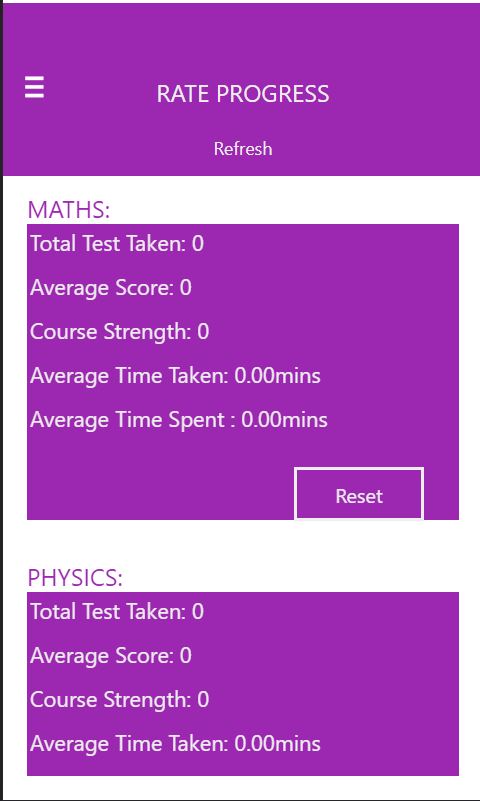 RATE PROGRESS
Refresh
MATHS:
Total Test Taken: 0
Average Score: 0
Course Strength: 0
Average Time Taken: 0.00mins
Average Time Spent : 0.00mins
Reset
PHYSICS:
Total Test Taken: 0
Average Score: 0
Course Strength: 0
Average Time Taken: 0.00mins